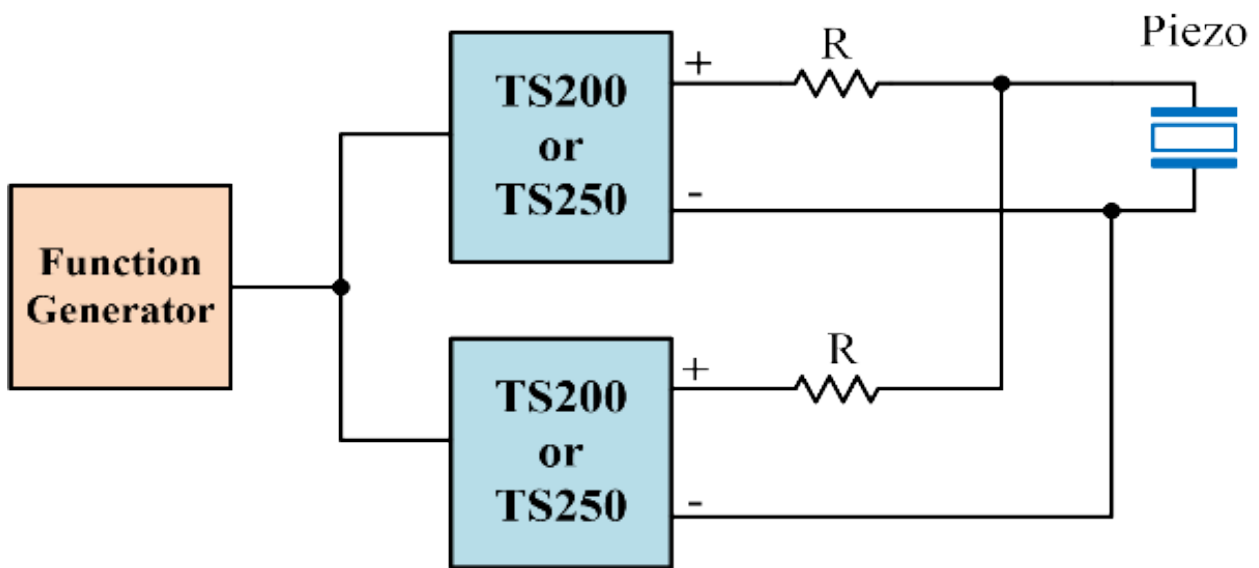 Piezo
R
+
TS200
or
TS250
-
Function
Generator
R
+
TS200
or
TS250
-